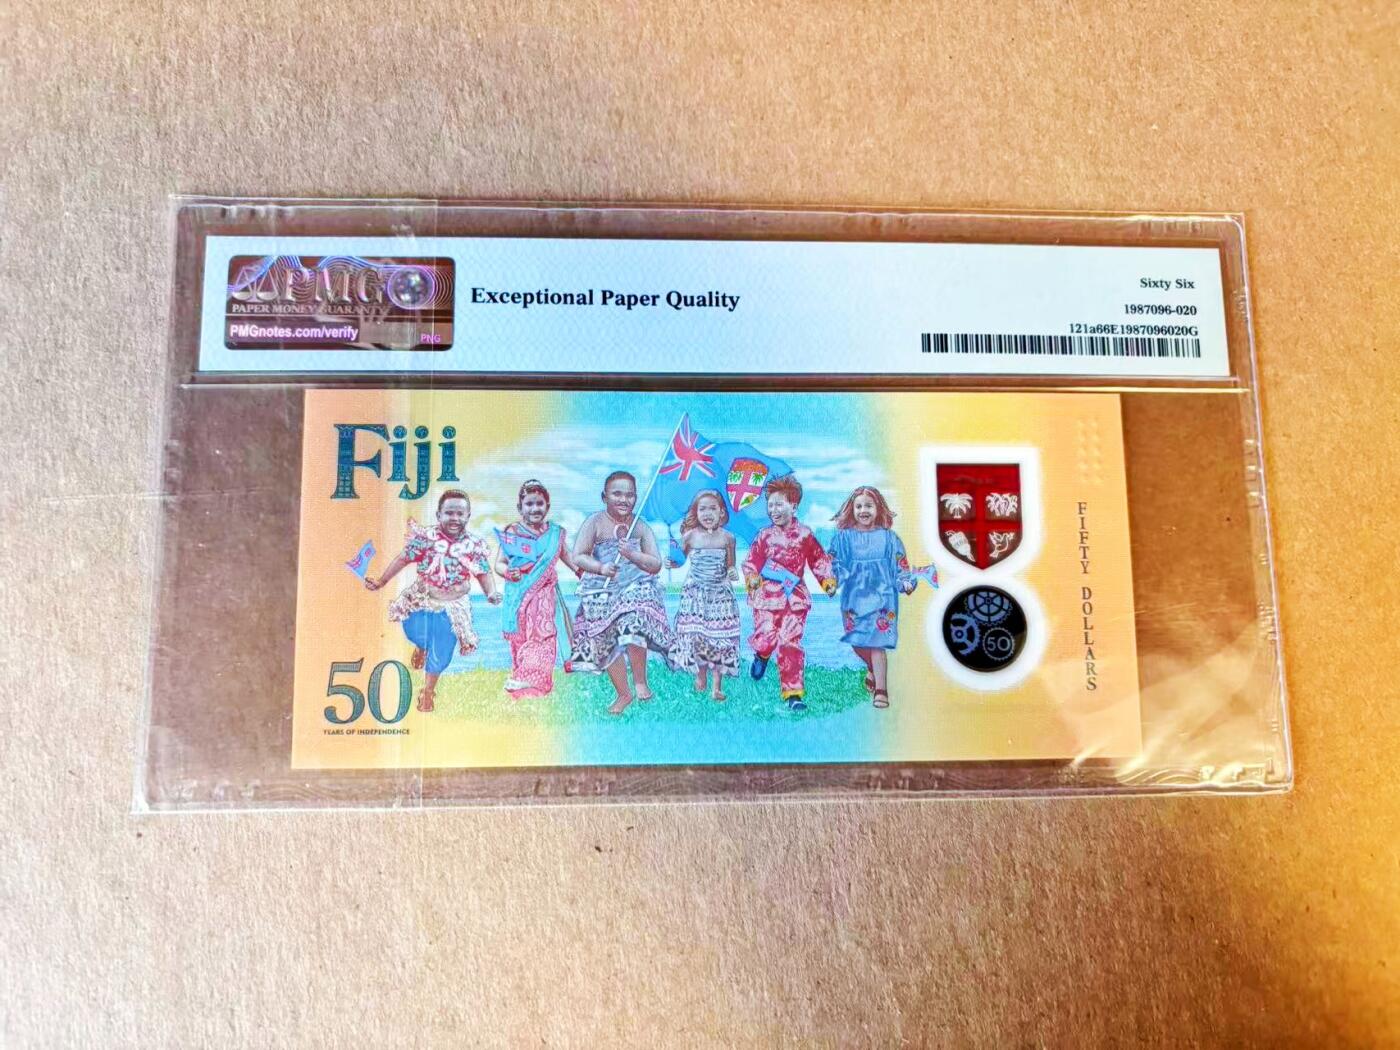 PMG
PAPER MONEY GUARANTY
PMGnotes.com/verify
PNG
Exceptional Paper Quality
Sixty Six
1987096-020
121a66E1987096020G
Fiji
50
YEARS OF INDEPENDENCE
50
FIFTY DOLLARS